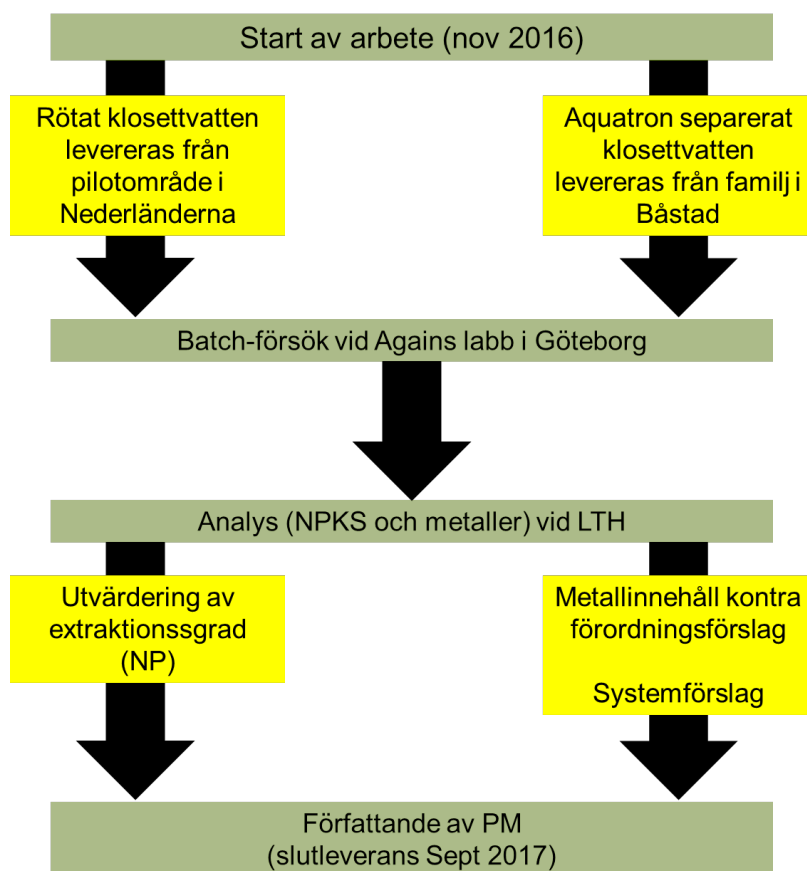 Start av arbete (nov 2016)
Rötat klosettvatten
levereras från
pilotområde i
Nederländerna
Aquatron separerat
klosettvatten
levereras från familj i
Båstad
Batch-försök vid Agains labb i Göteborg
Analys (NPKS och metaller) vid LTH
Utvärdering av
extraktionssgrad
(NP)
Metallinnehåll kontra
förordningsförslag
Systemförslag
Författande av PM
(slutleverans Sept 2017)